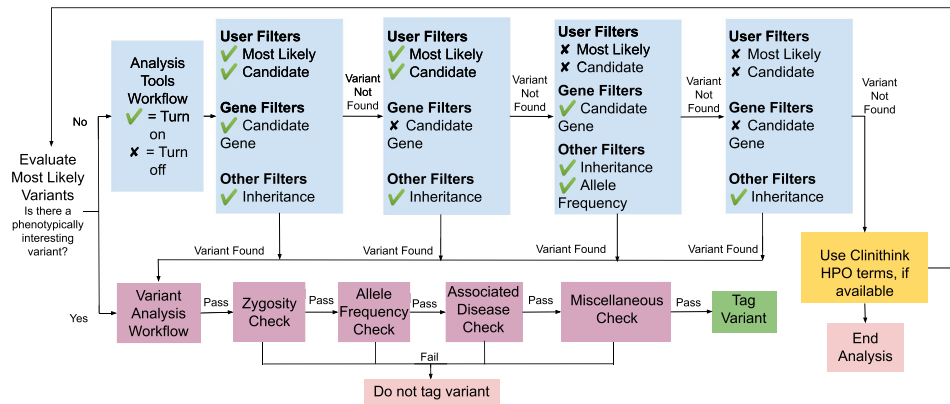 Evaluate
Most Likely
Variants
Is there a
phenotypically
interesting
variant?
No
Yes
Analysis
Tools
Workflow
✔ = Turn
on
✘ = Turn
off
User Filters
✔ Most Likely
✔ Candidate
Gene Filters
✔ Candidate
Gene
Other Filters
✔ Inheritance
Variant
Not
Found
User Filters
✔ Most Likely
✔ Candidate
Gene Filters
✘ Candidate
Gene
Other Filters
✔ Inheritance
Variant
Not
Found
User Filters
✘ Most Likely
✘ Candidate
Gene Filters
✔ Candidate
Gene
Other Filters
✔ Inheritance
✔ Allele
Frequency
Variant
Not
Found
User Filters
✘ Most Likely
✘ Candidate
Gene Filters
✘ Candidate
Gene
Other Filters
✔ Inheritance
Variant
Not
Found
Variant Found
Variant Found
Variant Found
Variant Found
Use Clinithink
HPO terms, if
available
End
Analysis
Variant
Analysis
Workflow
Pass
Zygosity
Check
Pass
Allele
Frequency
Check
Pass
Associated
Disease
Check
Pass
Miscellaneous
Check
Pass
Tag
Variant
Fail
Do not tag variant